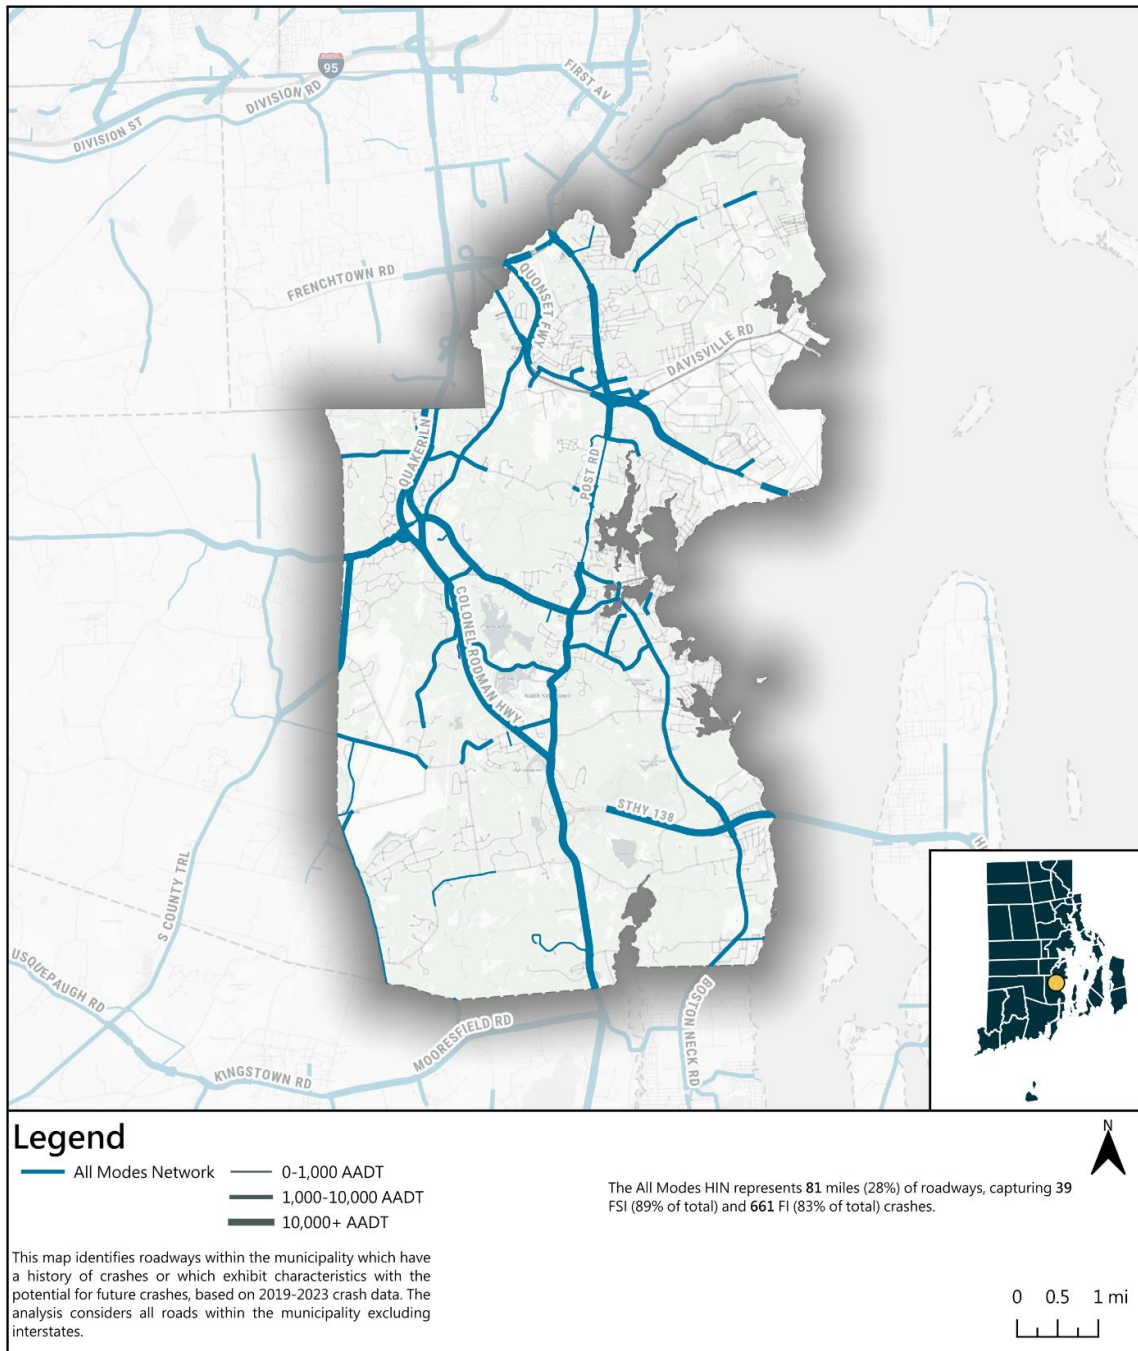 95
FIRST AV
DIVISION RD
DIVISION ST
FRENCHTOWN RD
QUONSET FWY
DAVISVILLE RD
QUAKER LN
POST RD
COLONEL RODMAN HWY
North Kingstown
STHY 138
S COUNTY TRL
USQUEPAUGH RD
MOORESFIELD RD
BOSTON NECK RD
KINGSTOWN RD
Legend
All Modes Network
0-1,000 AADT
1,000-10,000 AADT
10,000+ AADT
This map identifies roadways within the municipality which have
a history of crashes or which exhibit characteristics with the
potential for future crashes, based on 2019-2023 crash data. The
analysis considers all roads within the municipality excluding
interstates.
The All Modes HIN represents 81 miles (28%) of roadways, capturing 39
FSI (89% of total) and 661 FI (83% of total) crashes.
N
0 0.5 1 mi